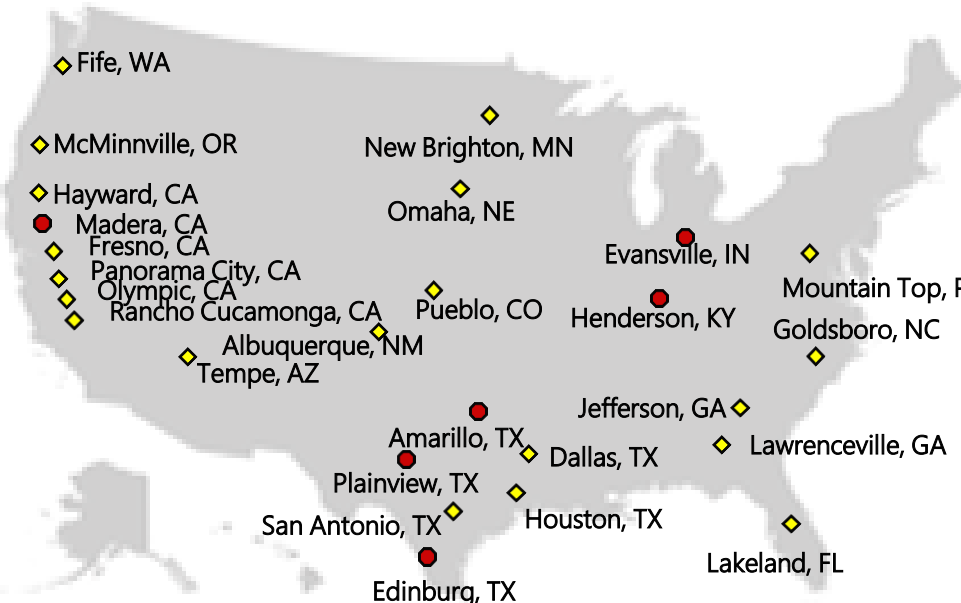 Fife, WA
McMinnville, OR
New Brighton, MN
Hayward, CA
Omaha, NE
Madera, CA
Fresno, CA
Evansville, IN
Panorama City, CA
Olympic, CA
Mountain Top, P
Rancho Cucamonga, CA
Pueblo, CO
Henderson, KY
Goldsboro, NC
Albuquerque, NM
Tempe, AZ
Jefferson, GA
Amarillo, TX
Lawrenceville, GA
Dallas, TX
Plainview, TX
San Antonio, TX
Houston, TX
Lakeland, FL
Edinburg, TX